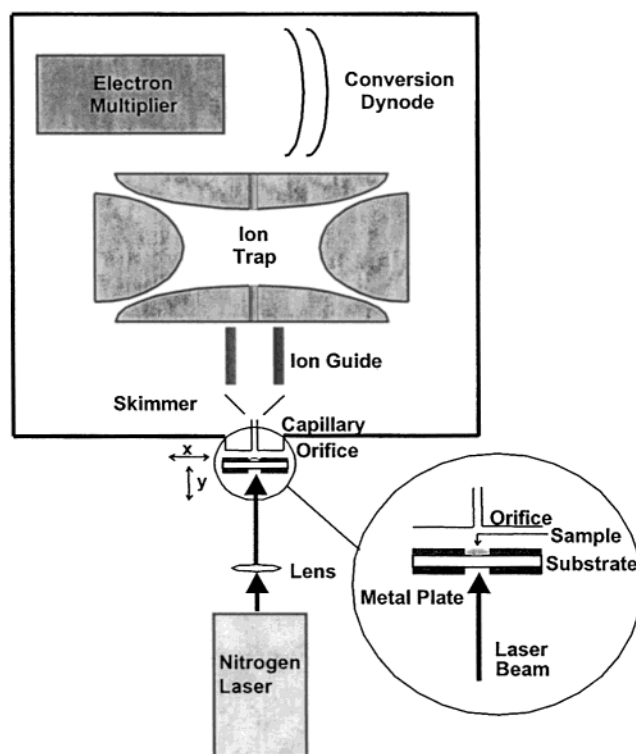 Electron
Multiplier
Conversion
Dynode
Ion
Trap
Ion Guide
Skimmer
Capillary
Orifice
x
y
Lens
Nitrogen
Laser
Orifice
Sample
Substrate
Metal Plate
Laser
Beam